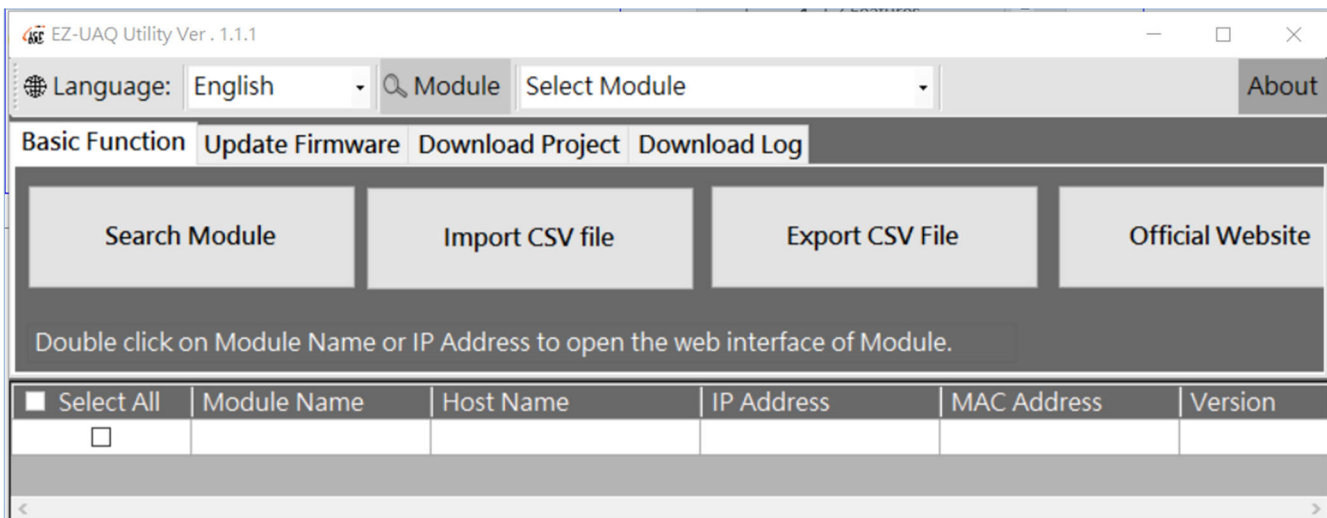 EZ-UAQ Utility Ver . 1.1.1
Language: English Module Select Module About
Basic Function Update Firmware Download Project Download Log
Search Module Import CSV file Export CSV File Official Website
Double click on Module Name or IP Address to open the web interface of Module.
Select All Module Name Host Name IP Address MAC Address Version